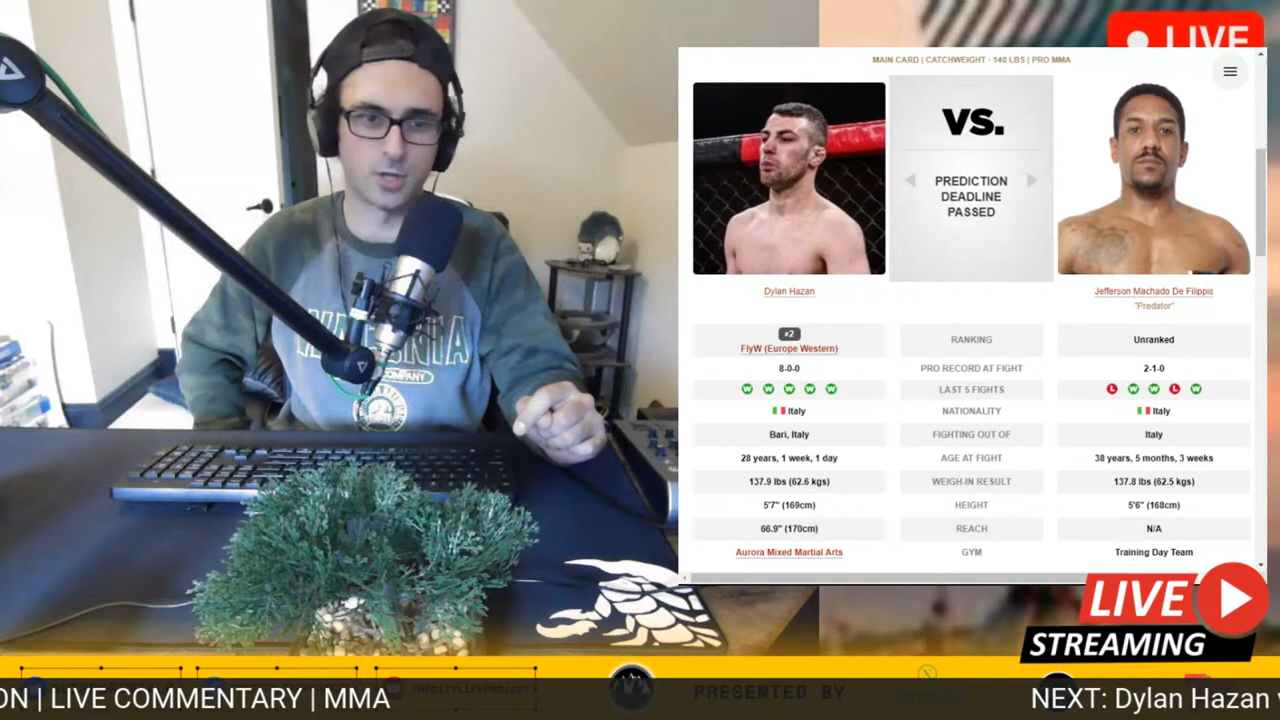 LIVE
MAIN CARD | CATCHWEIGHT - 140 LBS | PRO MMA
VS.
PREDICTION
DEADLINE
PASSED
Dylan Hazan
Jefferson Machado De Filippis
"Predator"
#2
FlyW (Europe Western)
RANKING
Unranked
8-0-0
PRO RECORD AT FIGHT
2-1-0
W W W W W
LAST 5 FIGHTS
L W W L W
Italy
NATIONALITY
Italy
Bari, Italy
FIGHTING OUT OF
Italy
28 years, 1 week, 1 day
AGE AT FIGHT
38 years, 5 months, 3 weeks
137.9 lbs (62.6 kgs)
WEIGH-IN RESULT
137.8 lbs (62.5 kgs)
5'7" (169cm)
HEIGHT
5'6" (168cm)
66.9" (170cm)
REACH
N/A
Aurora Mixed Martial Arts
GYM
Training Day Team
COMPANY
LIVE
STREAMING
THECITYLIFEPROJECT
PRESENTED BY
ON | LIVE COMMENTARY | MMA
NEXT: Dylan Hazan v